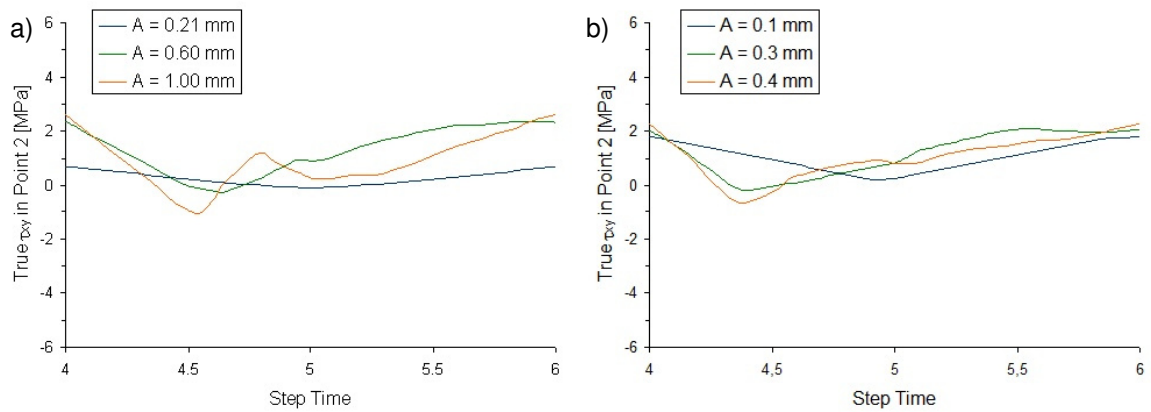 a)
A = 0.21 mm
A = 0.60 mm
A = 1.00 mm
True τxy in Point 2 [MPa]
6
4
2
0
-2
-4
-6
4
4.5
5
5.5
6
Step Time
b)
A = 0.1 mm
A = 0.3 mm
A = 0.4 mm
True τxy in Point 2 [MPa]
6
4
2
0
-2
-4
-6
4
4,5
5
5,5
6
Step Time